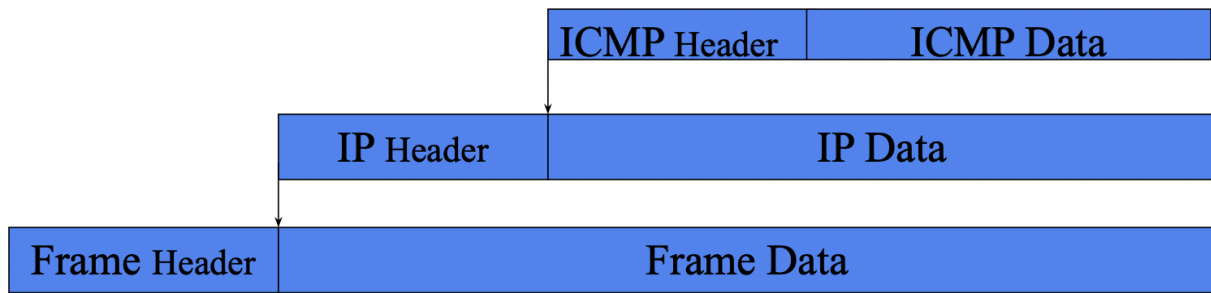 ICMP Header ICMP Data
IP Header IP Data
Frame Header Frame Data